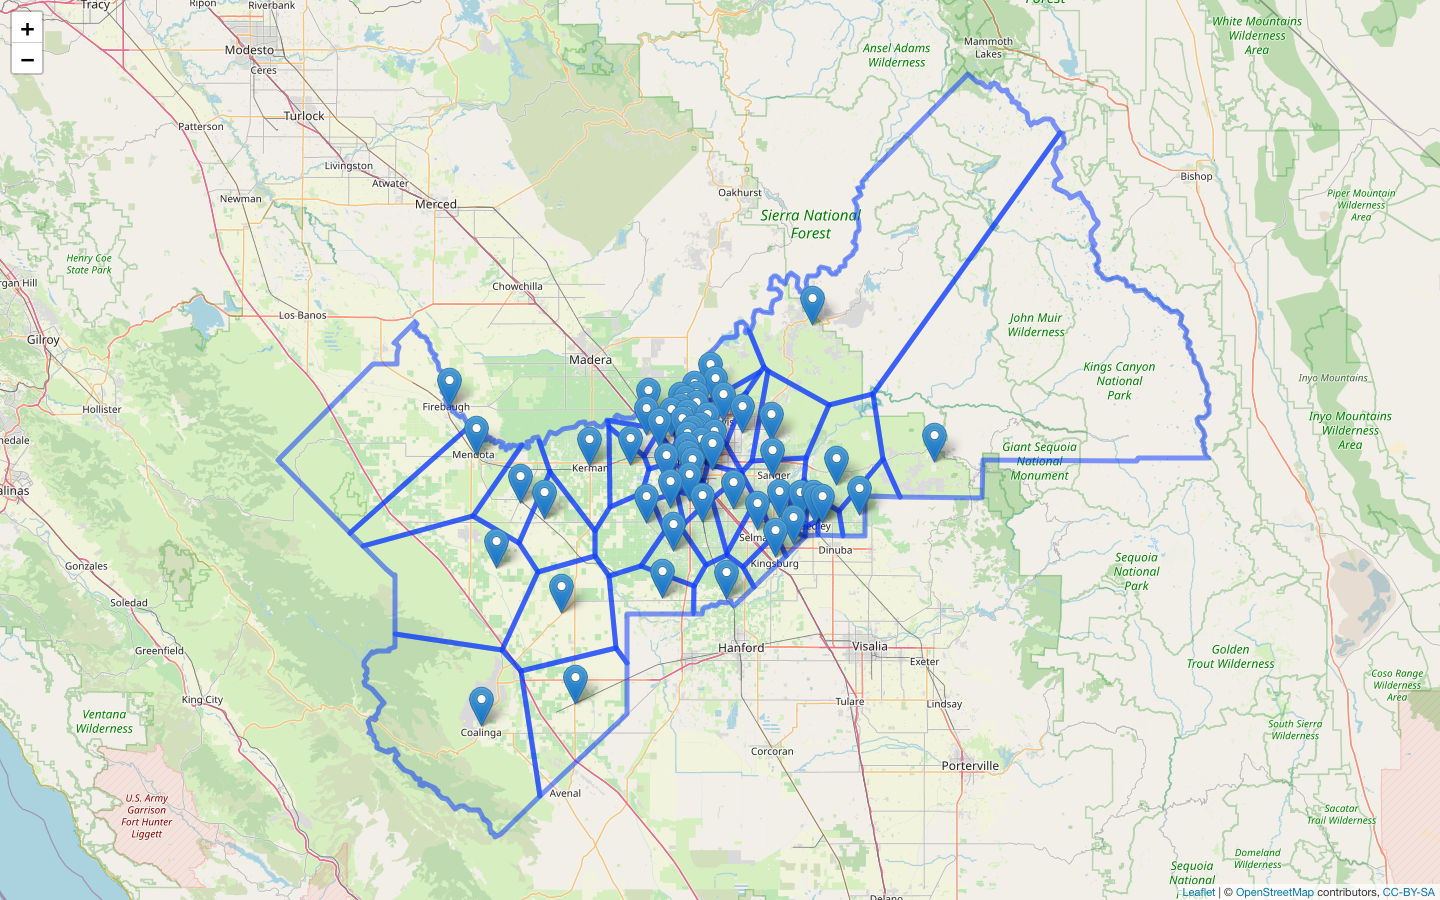 +
−
Tracy
Ripon
Riverbank
Modesto
Ceres
Turlock
Patterson
Livingston
Atwater
Newman
Merced
Henry Coe
State Park
rgan Hill
Los Banos
Chowchilla
Gilroy
Madera
Hollister
nedale
alinas
Firebaugh
Mendota
Kerman
Gonzales
Soledad
Greenfield
King City
Ventana
Wilderness
U.S. Army
Garrison
Fort Hunter
Liggett
Coalinga
Avenal
Oakhurst
Sierra National
Forest
Forest
Ansel Adams
Wilderness
Mammoth
Lakes
White Mountains
Wilderness
Area
Bishop
Piper Mountain
Wilderness
Area
John Muir
Wilderness
Kings Canyon
National
Park
Inyo Mountains
Inyo Mountains
Wilderness
Area
Giant Sequoia
National
Monument
Sanger
Selma
Dinuba
Kingsburg
Sequoia
National
Park
Hanford
Visalia
Exeter
Tulare
Lindsay
Corcoran
Porterville
Delano
Golden
Trout Wilderness
Coso Range
Wilderness
Area
South Sierra
Wilderness
Sacatar
Trail Wilderness
Domeland
Wilderness
Sequoia
National
Leaflet | © OpenStreetMap contributors, CC-BY-SA